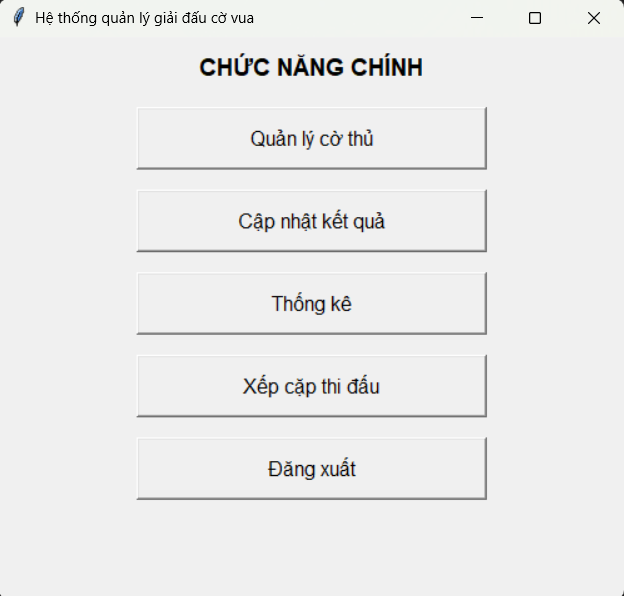 Hệ thống quản lý giải đấu cờ vua
CHỨC NĂNG CHÍNH
Quản lý cờ thủ
Cập nhật kết quả
Thống kê
Xếp cặp thi đấu
Đăng xuất